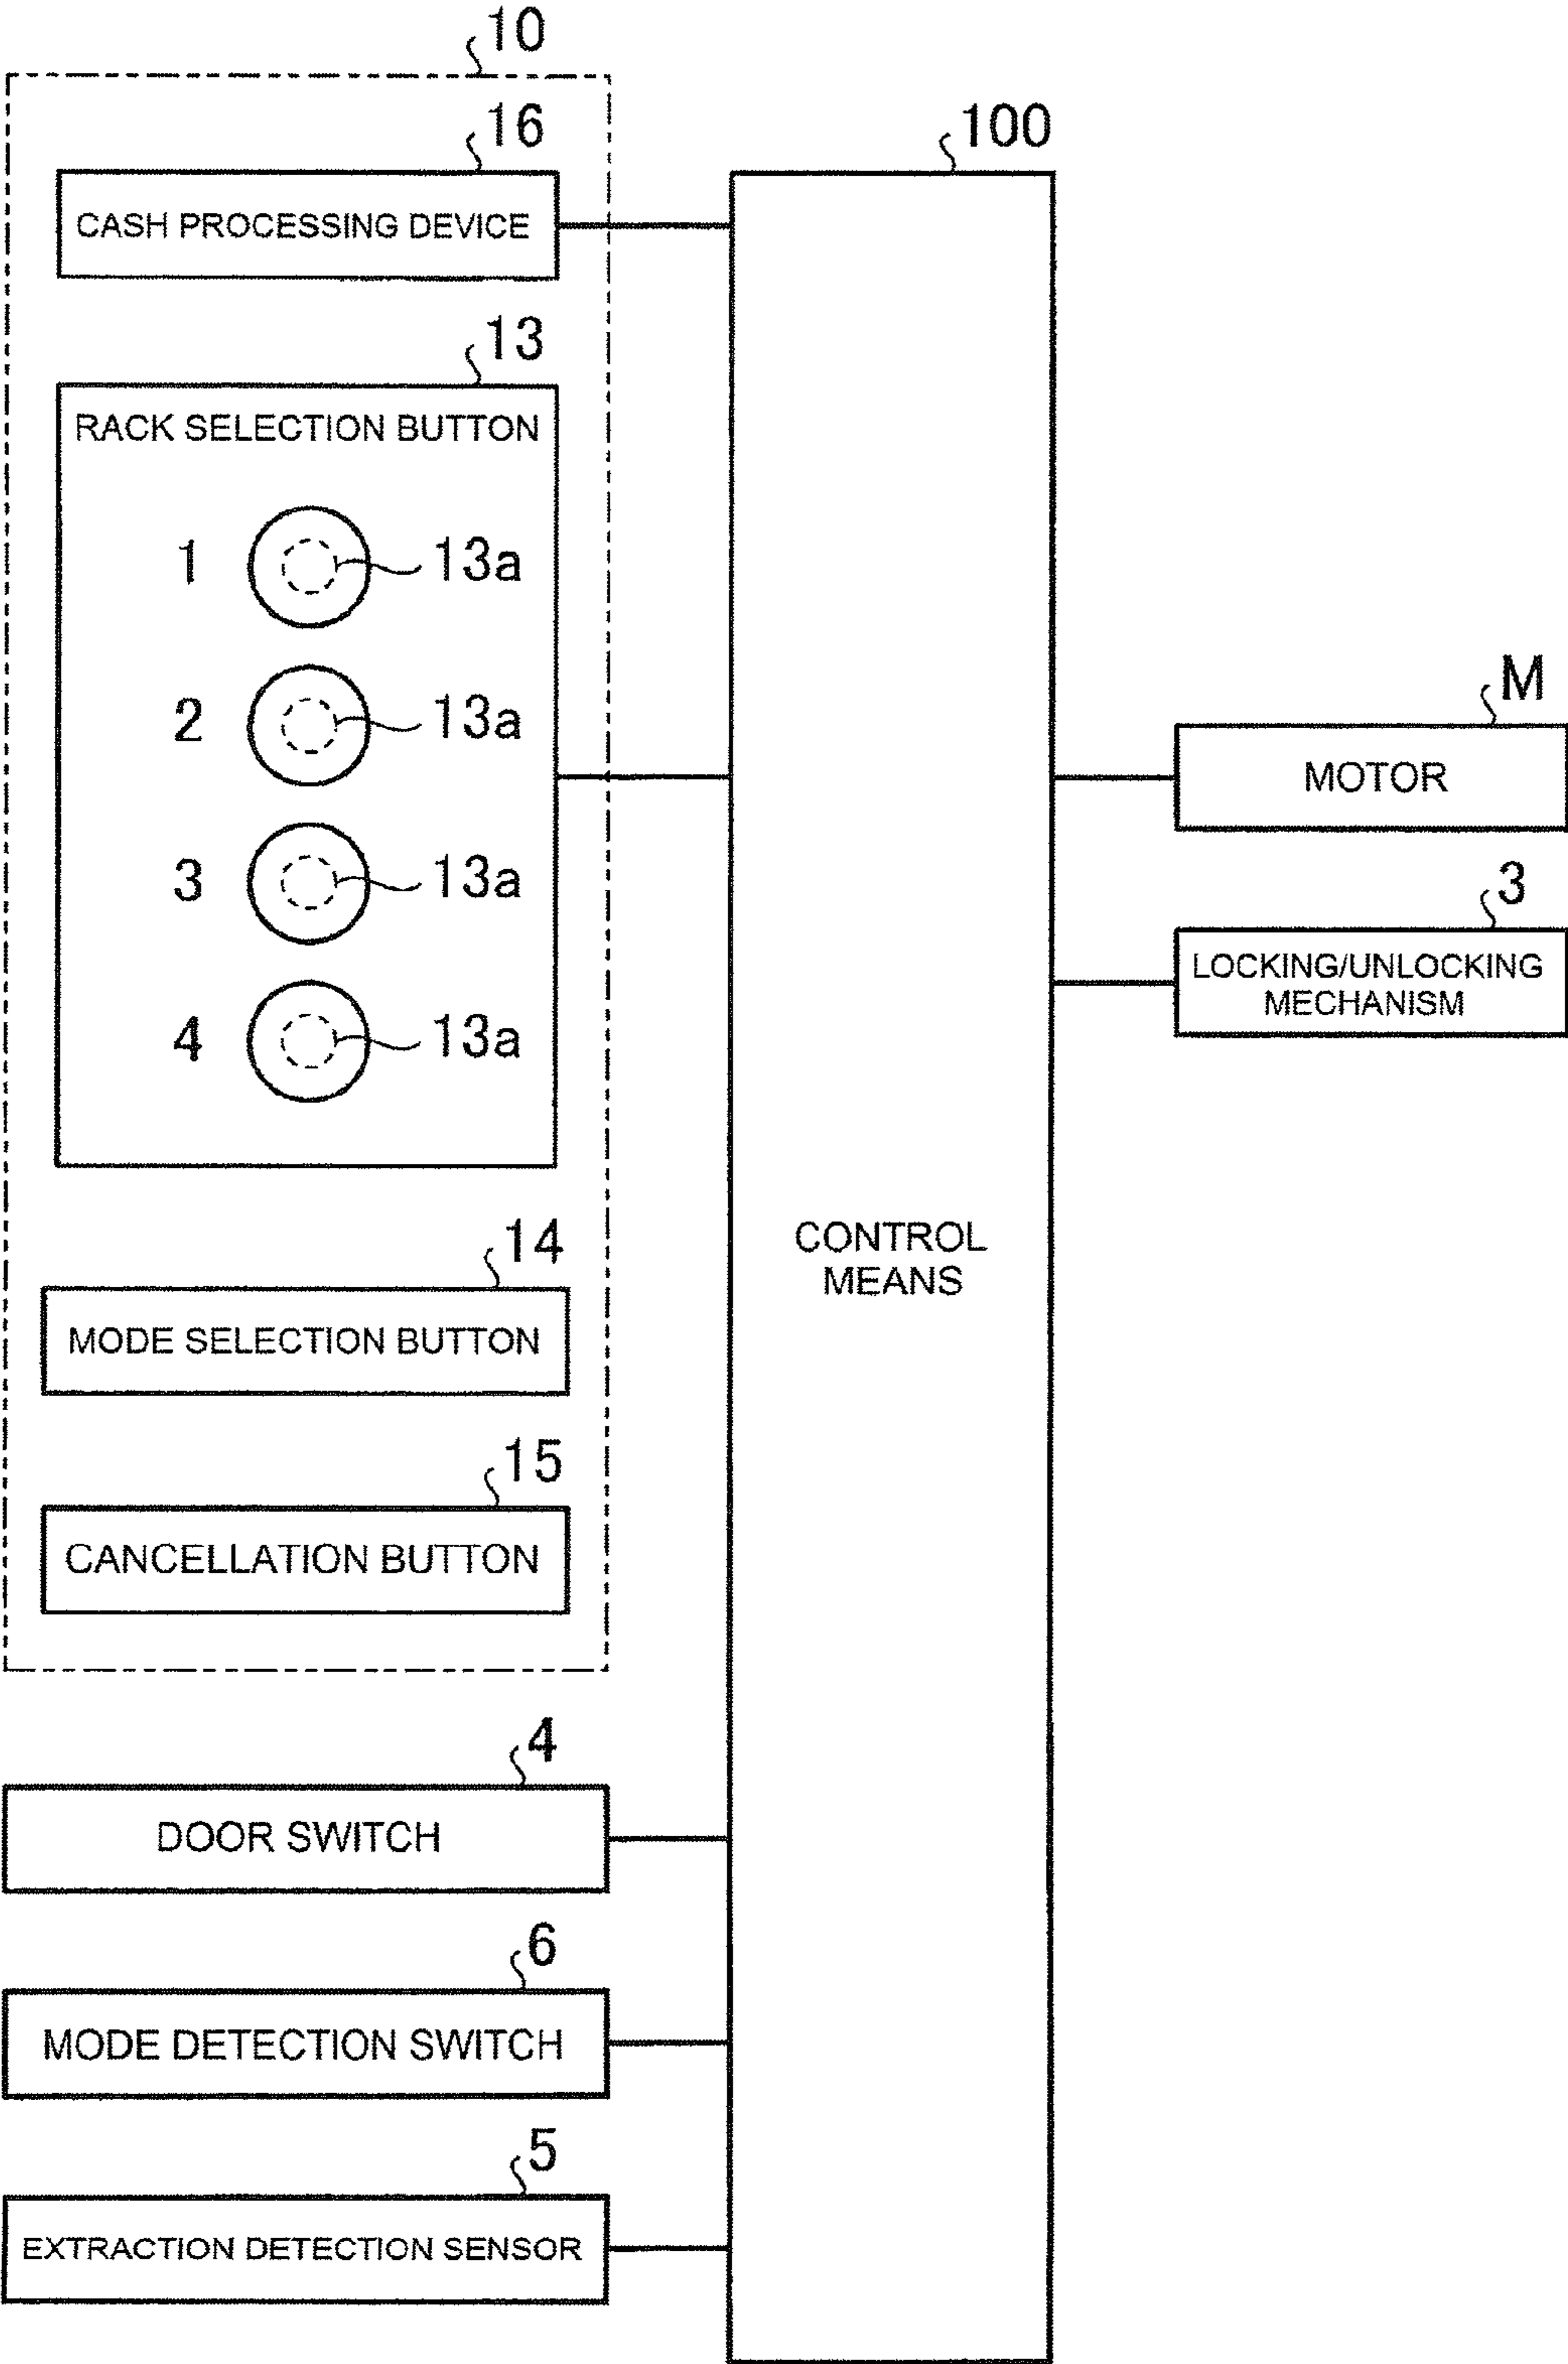 10
16
100
CASH PROCESSING DEVICE
13
RACK SELECTION BUTTON
1 13a
2 13a
3 13a
4 13a
M
MOTOR
3
LOCKING/UNLOCKING
MECHANISM
CONTROL
MEANS
14
MODE SELECTION BUTTON
15
CANCELLATION BUTTON
4
DOOR SWITCH
6
MODE DETECTION SWITCH
5
EXTRACTION DETECTION SENSOR